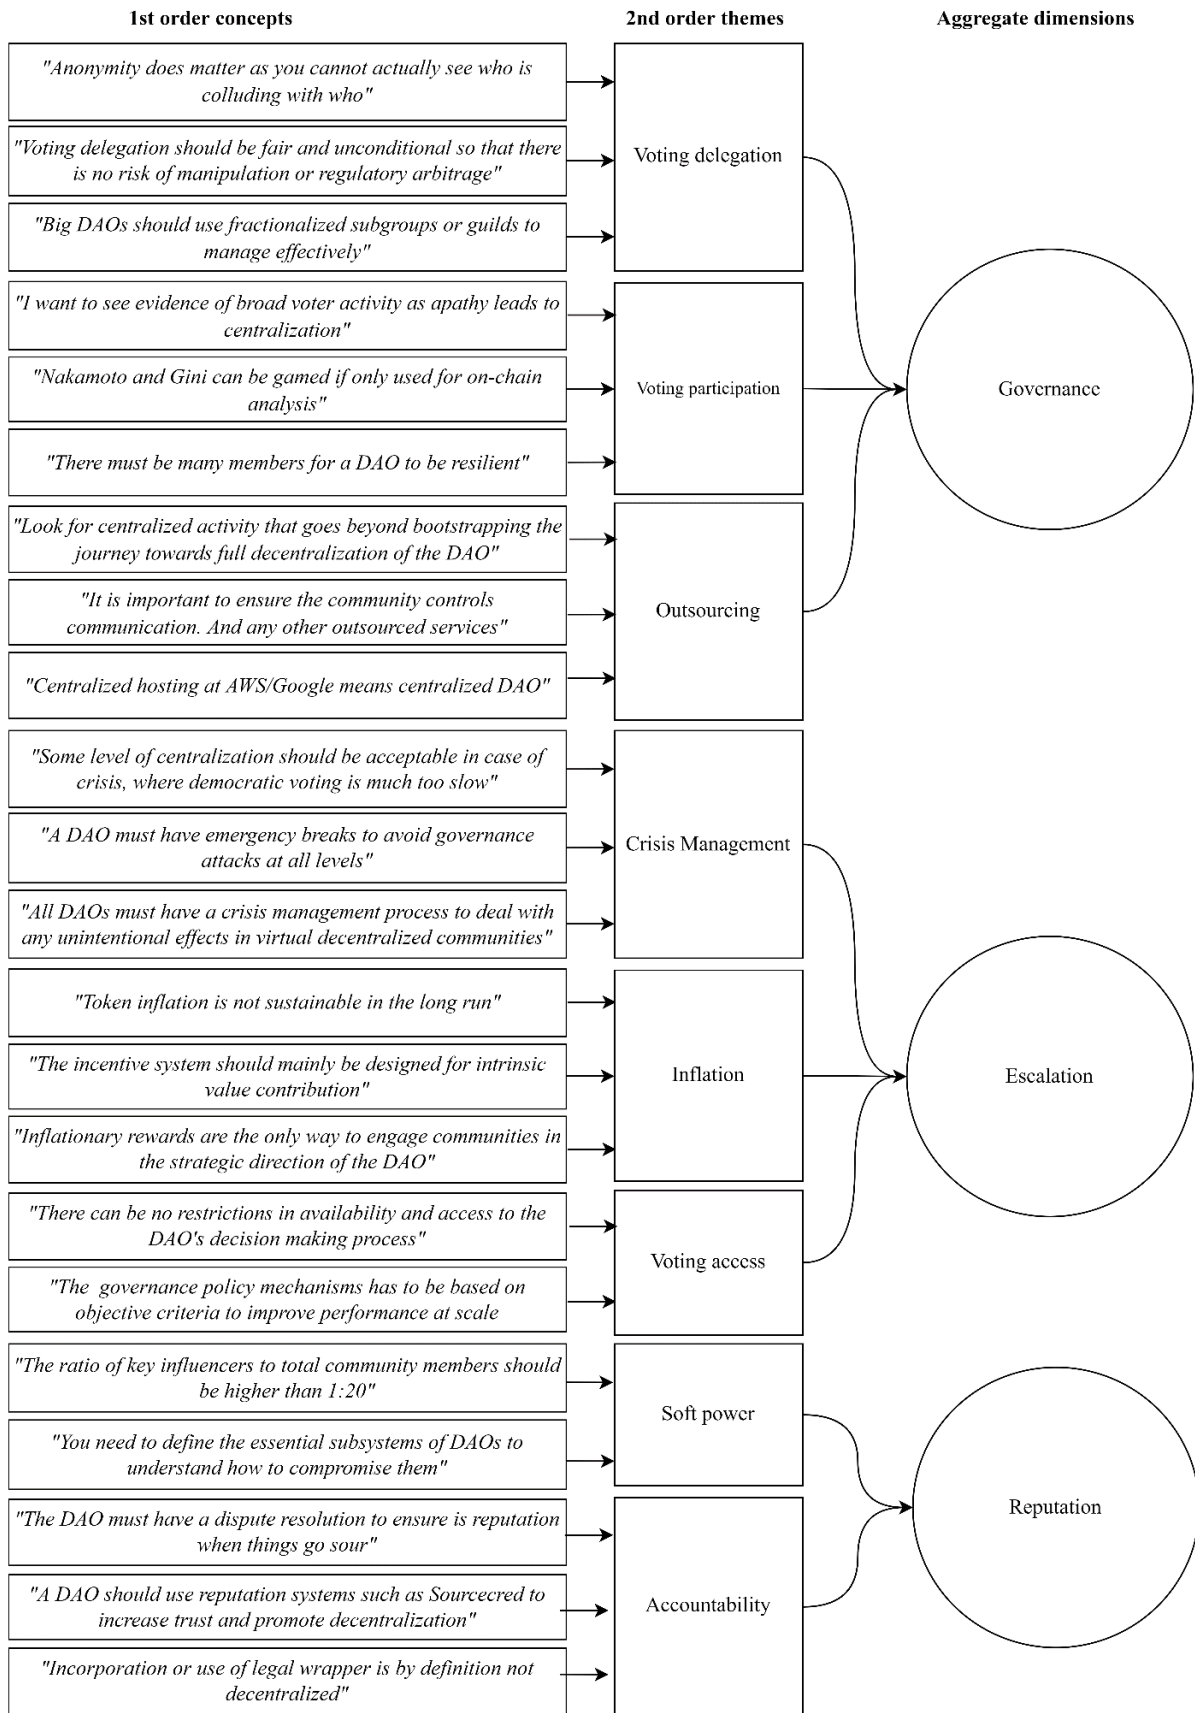 1st order concepts
2nd order themes
Aggregate dimensions
"Anonymity does matter as you cannot actually see who is
colluding with who"
"Voting delegation should be fair and unconditional so that there
is no risk of manipulation or regulatory arbitrage"
"Big DAOs should use fractionalized subgroups or guilds to
manage effectively"
Voting delegation
"I want to see evidence of broad voter activity as apathy leads to
centralization"
"Nakamoto and Gini can be gamed if only used for on-chain
analysis"
"There must be many members for a DAO to be resilient"
Voting participation
"Look for centralized activity that goes beyond bootstrapping the
journey towards full decentralization of the DAO"
"It is important to ensure the community controls
communication. And any other outsourced services"
"Centralized hosting at AWS/Google means centralized DAO"
Outsourcing
Governance
"Some level of centralization should be acceptable in case of
crisis, where democratic voting is much too slow"
"A DAO must have emergency breaks to avoid governance
attacks at all levels"
"All DAOs must have a crisis management process to deal with
any unintentional effects in virtual decentralized communities"
Crisis Management
"Token inflation is not sustainable in the long run"
"The incentive system should mainly be designed for intrinsic
value contribution"
"Inflationary rewards are the only way to engage communities in
the strategic direction of the DAO"
Inflation
"There can be no restrictions in availability and access to the
DAO's decision making process"
"The  governance policy mechanisms has to be based on
objective criteria to improve performance at scale
Voting access
Escalation
"The ratio of key influencers to total community members should
be higher than 1:20"
"You need to define the essential subsystems of DAOs to
understand how to compromise them"
Soft power
"The DAO must have a dispute resolution to ensure is reputation
when things go sour"
"A DAO should use reputation systems such as Sourcecred to
increase trust and promote decentralization"
"Incorporation or use of legal wrapper is by definition not
decentralized"
Accountability
Reputation